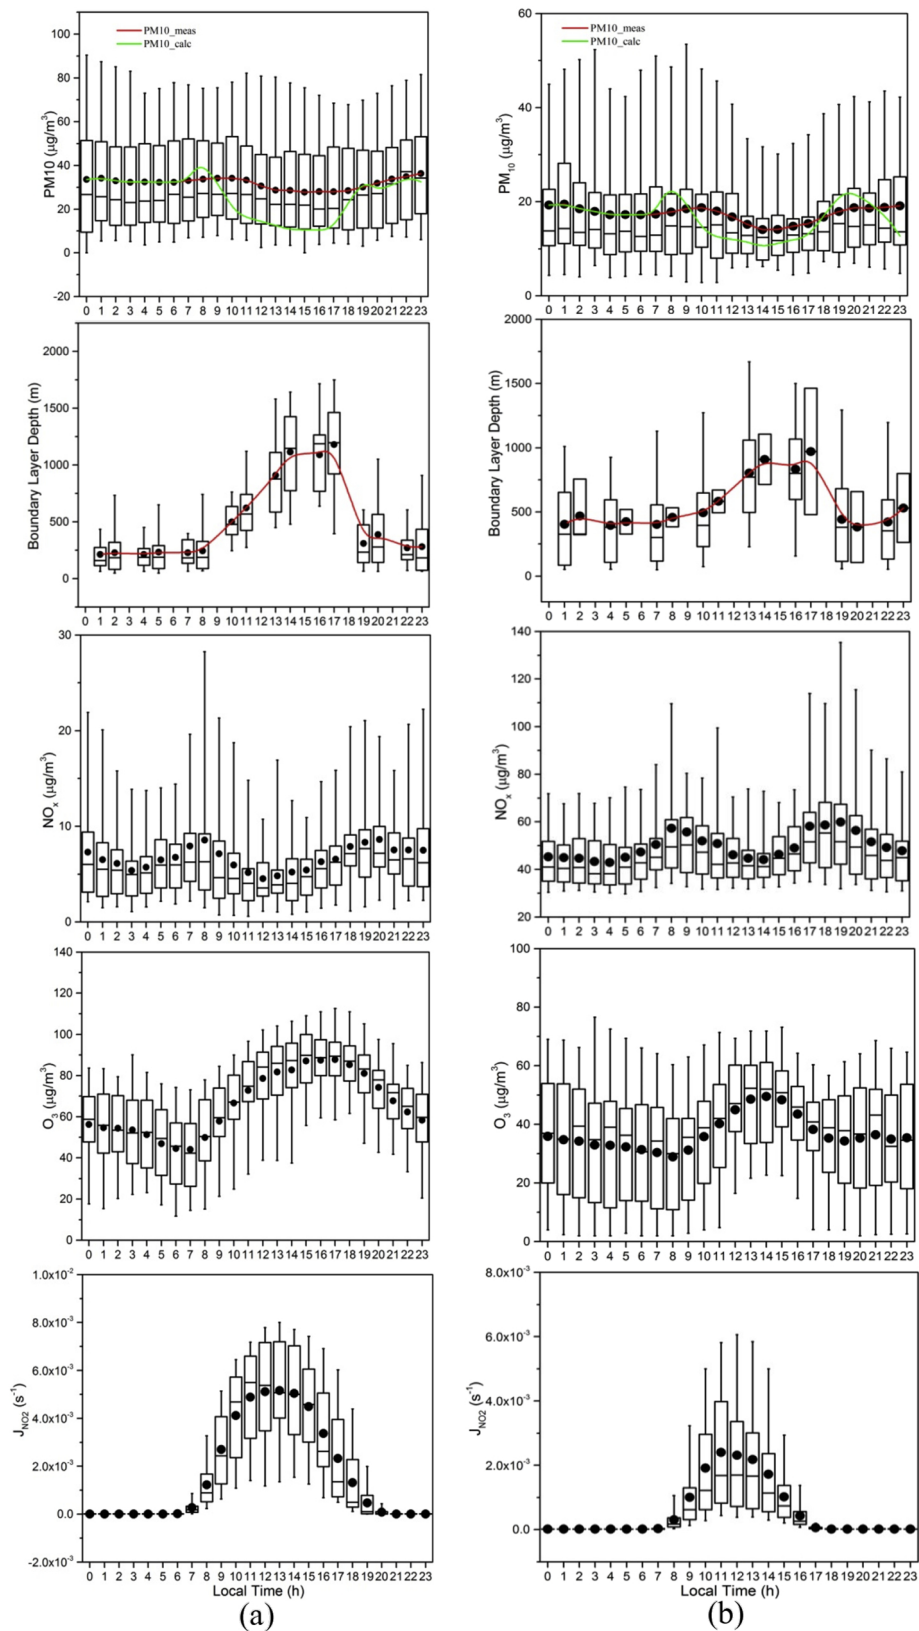 PM10_meas
PM10_calc
PM10 (µg/m³)
110
100
80
60
40
20
0
-20
0 1 2 3 4 5 6 7 8 9 10 11 12 13 14 15 16 17 18 19 20 21 22 23
PM10_meas
PM10_calc
PM₁₀ (µg/m³)
60
40
20
0
0 1 2 3 4 5 6 7 8 9 10 11 12 13 14 15 16 17 18 19 20 21 22 23
Boundary Layer Depth (m)
2000
1500
1000
500
0
0 1 2 3 4 5 6 7 8 9 10 11 12 13 14 15 16 17 18 19 20 21 22 23
Boundary Layer Depth (m)
2000
1500
1000
500
0
0 1 2 3 4 5 6 7 8 9 10 11 12 13 14 15 16 17 18 19 20 21 22 23
NOₓ (µg/m³)
30
20
10
0
0 1 2 3 4 5 6 7 8 9 10 11 12 13 14 15 16 17 18 19 20 21 22 23
NOₓ (µg/m³)
140
120
100
80
60
40
20
0 1 2 3 4 5 6 7 8 9 10 11 12 13 14 15 16 17 18 19 20 21 22 23
O₃ (µg/m³)
140
120
100
80
60
40
20
0
0 1 2 3 4 5 6 7 8 9 10 11 12 13 14 15 16 17 18 19 20 21 22 23
O₃ (µg/m³)
100
80
60
40
20
0
0 1 2 3 4 5 6 7 8 9 10 11 12 13 14 15 16 17 18 19 20 21 22 23
J_NO2 (s⁻¹)
1.0x10⁻²
8.0x10⁻³
6.0x10⁻³
4.0x10⁻³
2.0x10⁻³
0.0
-2.0x10⁻³
0 1 2 3 4 5 6 7 8 9 10 11 12 13 14 15 16 17 18 19 20 21 22 23
Local Time (h)
(a)
J_NO2 (s⁻¹)
8.0x10⁻³
6.0x10⁻³
4.0x10⁻³
2.0x10⁻³
0.0
0 1 2 3 4 5 6 7 8 9 10 11 12 13 14 15 16 17 18 19 20 21 22 23
Local Time (h)
(b)